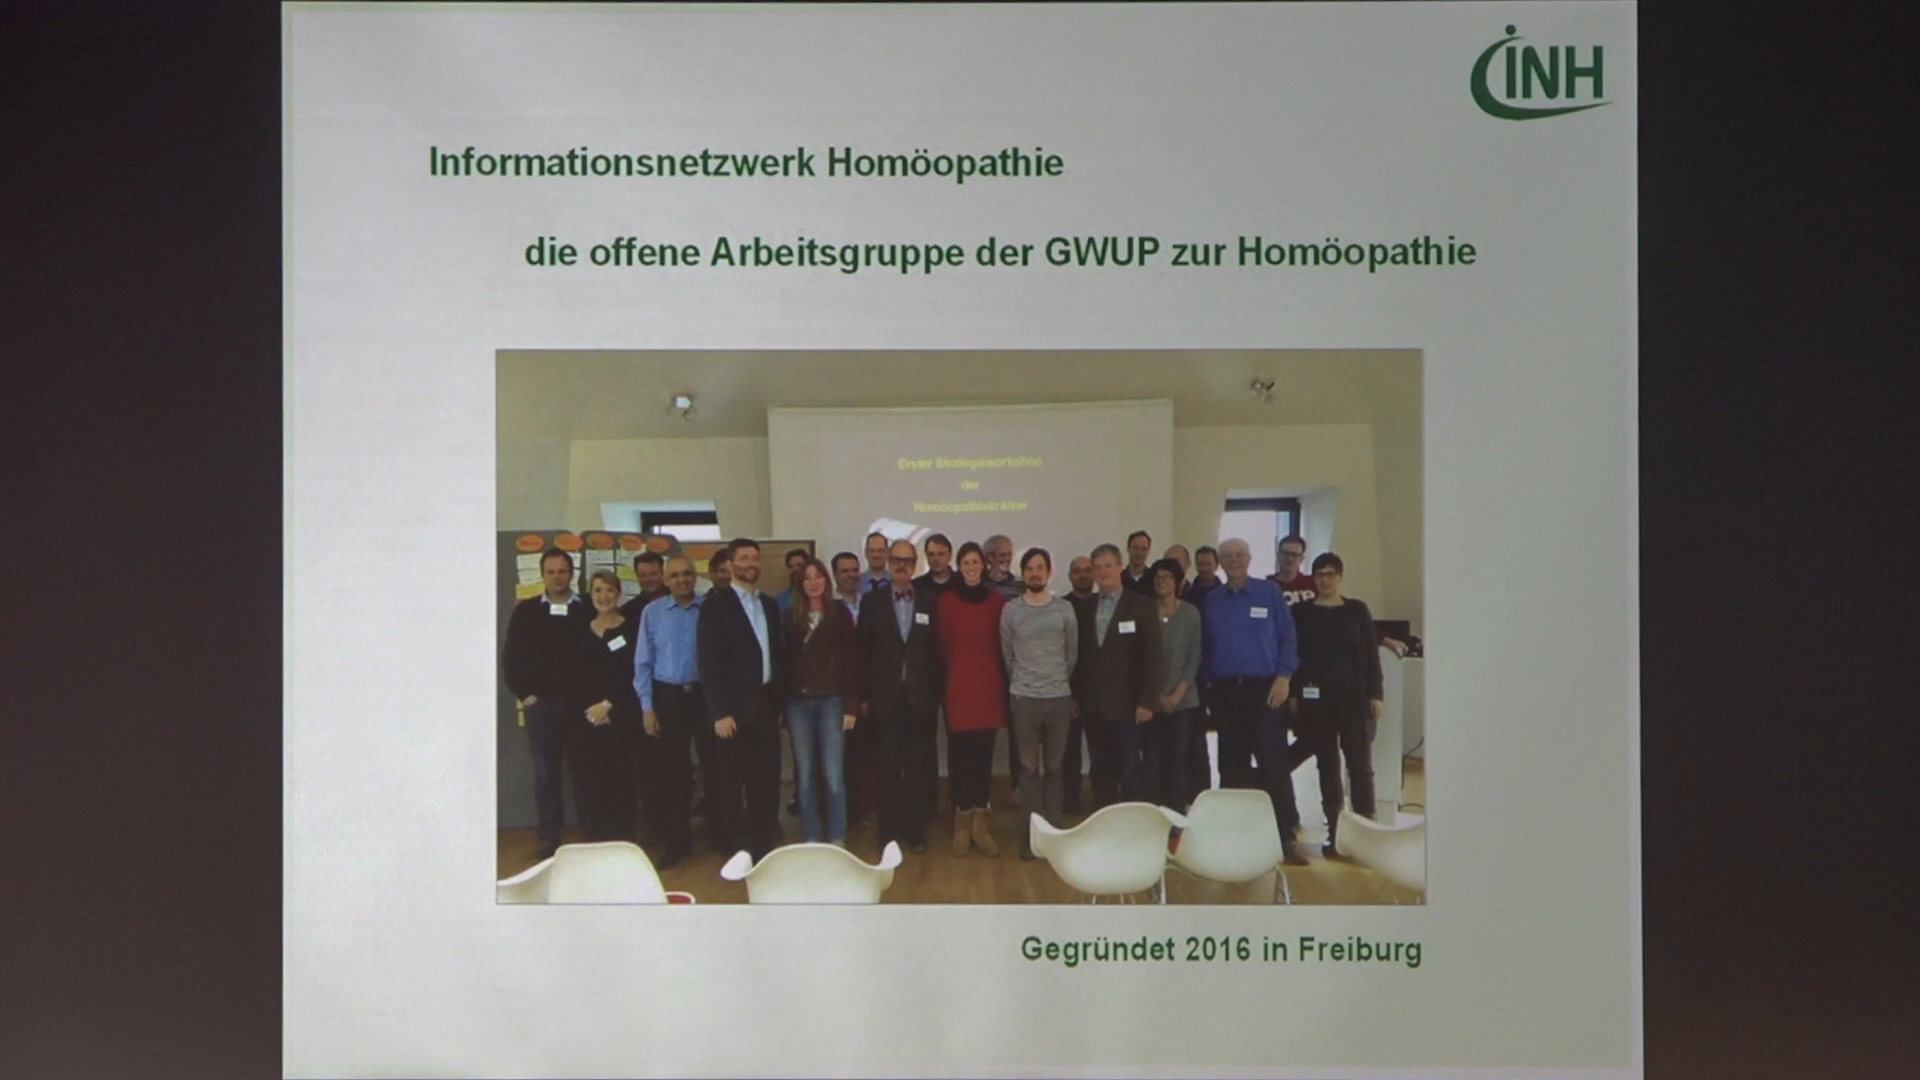 INH
Informationsnetzwerk Homöopathie
die offene Arbeitsgruppe der GWUP zur Homöopathie
Erster Strategieworkshop
der
Homöopathiekritiker
Gegründet 2016 in Freiburg